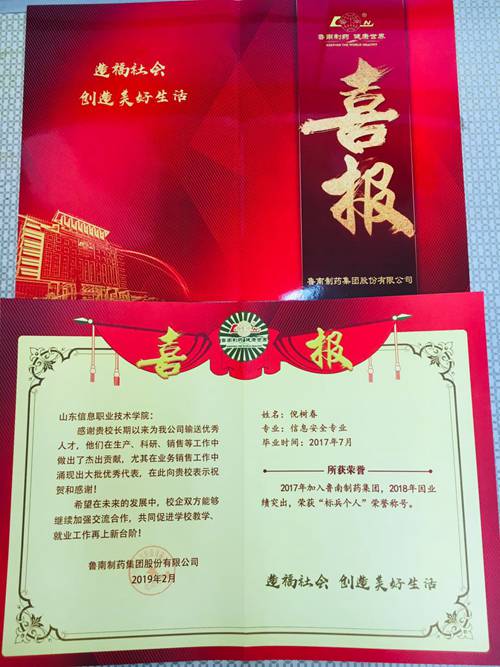 造福社会
创造美好生活
鲁南制药 健康世界
KEEPING THE WORLD HEALTHY
喜报
鲁南制药集团股份有限公司
鲁南制药 健康世界
喜报
山东信息职业技术学院：
感谢贵校长期以来为我公司输送优秀
人才，他们在生产、科研、销售等工作中
做出了杰出贡献，尤其在业务销售工作中
涌现出大批优秀代表，在此向贵校表示祝
贺和感谢！
希望在未来的发展中，校企双方能够
继续加强交流合作，共同促进学校教学、
就业工作再上新台阶！
鲁南制药集团股份有限公司
2019年2月
姓名：倪树春
专业：信息安全专业
毕业时间：2017年7月
所获荣誉
2017年加入鲁南制药集团，2018年因业
绩突出，荣获“标兵个人”荣誉称号。
造福社会 创造美好生活